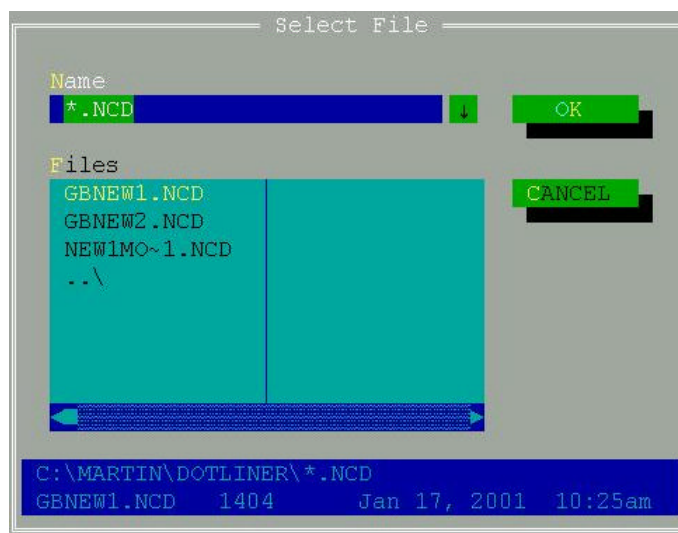 Select File
Name
*.NCD ↓ OK
Files
GBNEW1.NCD CANCEL
GBNEW2.NCD
NEW1MO~1.NCD
..\
C:\MARTIN\DOTLINER\*.NCD
GBNEW1.NCD 1404 Jan 17, 2001 10:25am